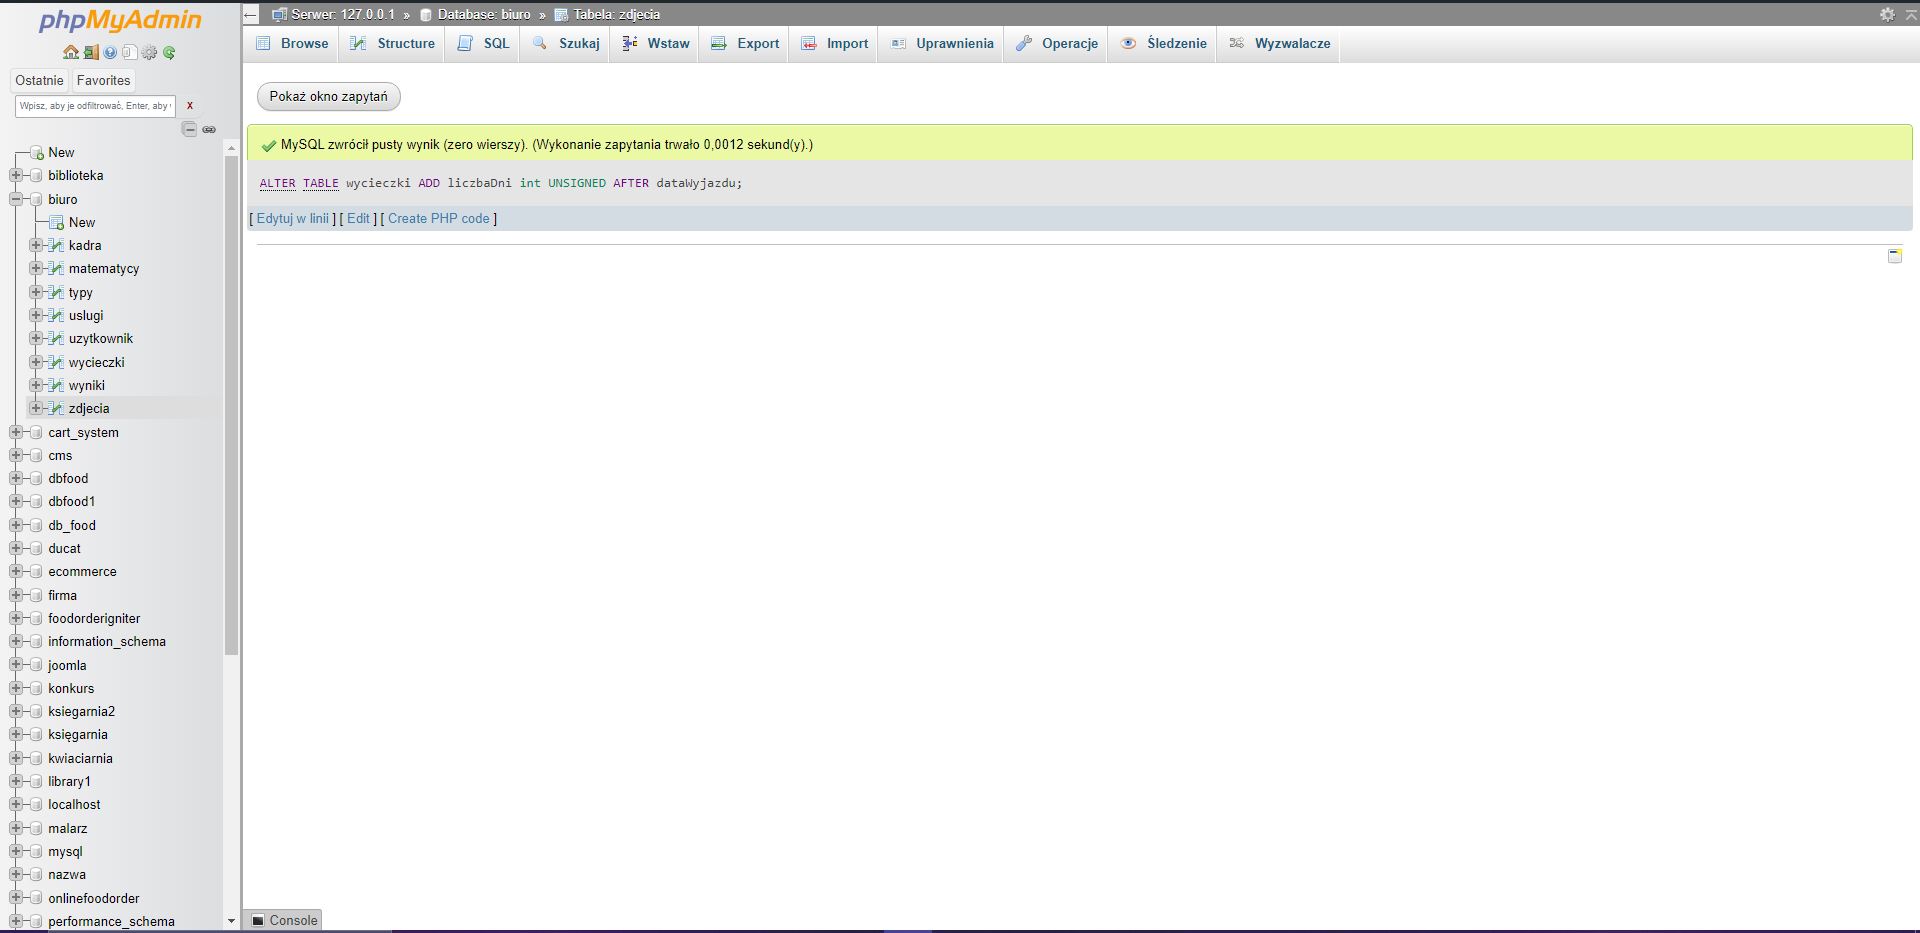 phpMyAdmin
Ostatnie Favorites
Wpisz, aby je odfiltrować, Enter, aby X
New
biblioteka
biuro
New
kadra
matematycy
typy
uslugi
uzytkownik
wycieczki
wyniki
zdjecia
cart_system
cms
dbfood
dbfood1
db_food
ducat
ecommerce
firma
foodorderigniter
information_schema
joomla
konkurs
ksiegarnia2
księgarnia
kwiaciarnia
library1
localhost
malarz
mysql
nazwa
onlinefoodorder
performance_schema
← Serwer: 127.0.0.1 » Database: biuro » Tabela: zdjecia
Browse Structure SQL Szukaj Wstaw Export Import Uprawnienia Operacje Śledzenie Wyzwalacze
Pokaż okno zapytań
MySQL zwrócił pusty wynik (zero wierszy). (Wykonanie zapytania trwało 0,0012 sekund(y).)
ALTER TABLE wycieczki ADD liczbaDni int UNSIGNED AFTER dataWyjazdu;
[ Edytuj w linii ] [ Edit ] [ Create PHP code ]
Console